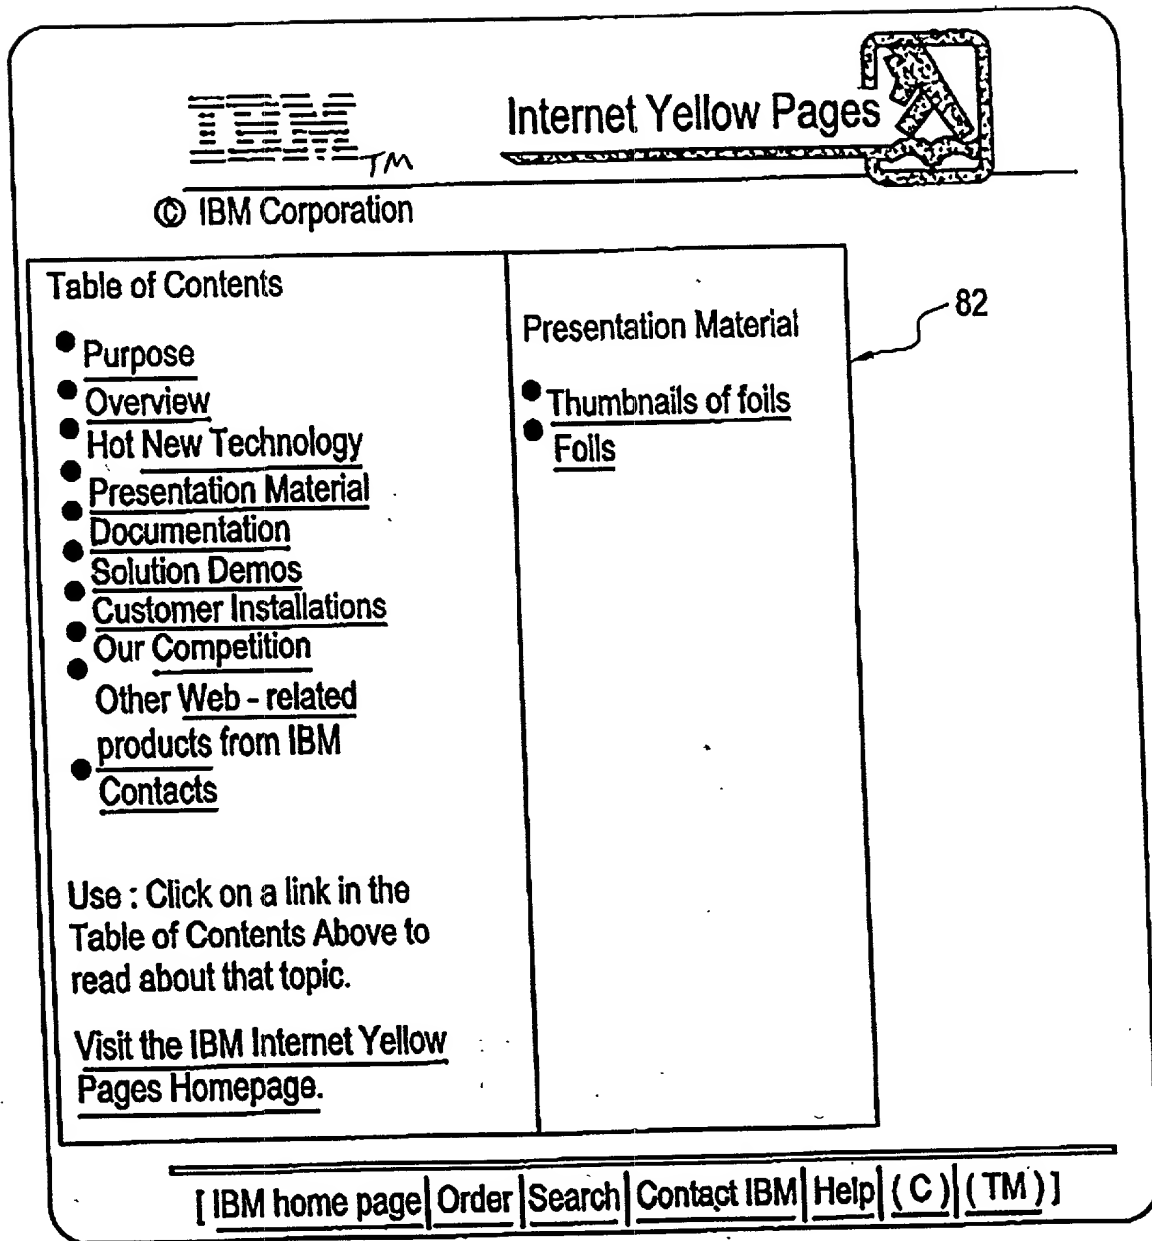 IBM TM
Internet Yellow Pages
© IBM Corporation
Table of Contents
● Purpose
● Overview
● Hot New Technology
● Presentation Material
● Documentation
● Solution Demos
● Customer Installations
● Our Competition
● Other Web - related
products from IBM
● Contacts
Use : Click on a link in the
Table of Contents Above to
read about that topic.
Visit the IBM Internet Yellow
Pages Homepage.
Presentation Material
● Thumbnails of foils
● Folls
82
[ IBM home page| Order |Search| Contact IBM| Help| ( C )| ( TM ) ]